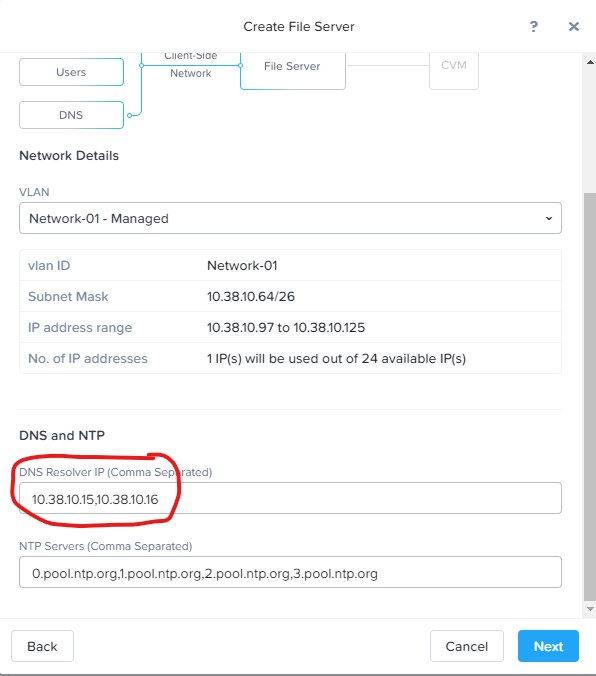 Create File Server
?
Client-Side
Users
File Server
CVM
Network
DNS
Network Details
VLAN
Network-01 - Managed
vlan ID Network-01
Subnet Mask 10.38.10.64/26
IP address range 10.38.10.97 to 10.38.10.125
No. of IP addresses 1 IP(s) will be used out of 24 available IP(s)
DNS and NTP
DNS Resolver IP (Comma Separated)
10.38.10.15,10.38.10.16
NTP Servers (Comma Separated)
0.pool.ntp.org,1.pool.ntp.org,2.pool.ntp.org,3.pool.ntp.org
Back Cancel Next